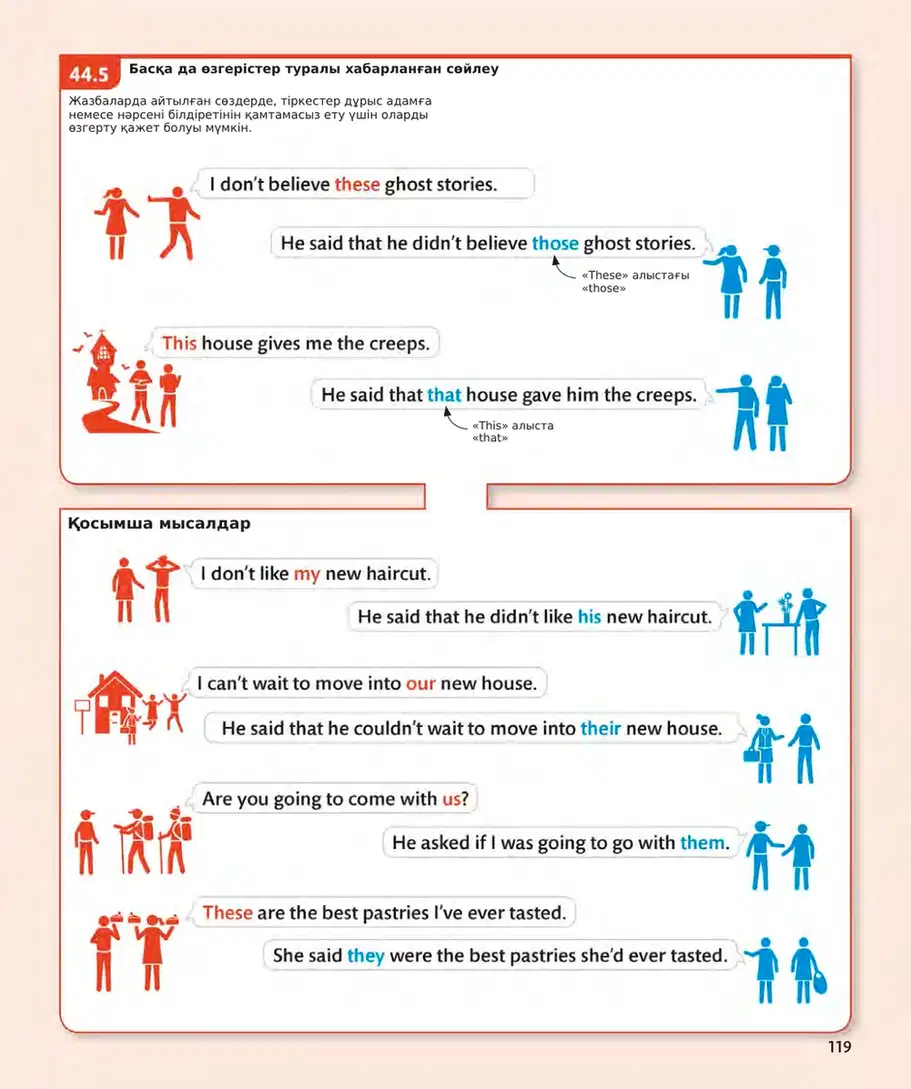 44.5 Басқа да өзгерістер туралы хабарланған сөйлеу
Жазбаларда айтылған сөздерде, тіркестер дұрыс адамға
немесе нәрсені білдіретінін қамтамасыз ету үшін оларды
өзгерту қажет болуы мүмкін.
I don't believe these ghost stories.
He said that he didn't believe those ghost stories.
«These» алыстағы
«those»
This house gives me the creeps.
He said that that house gave him the creeps.
«This» алыста
«that»
Қосымша мысалдар
I don't like my new haircut.
He said that he didn't like his new haircut.
I can't wait to move into our new house.
He said that he couldn't wait to move into their new house.
Are you going to come with us?
He asked if I was going to go with them.
These are the best pastries I've ever tasted.
She said they were the best pastries she'd ever tasted.
119